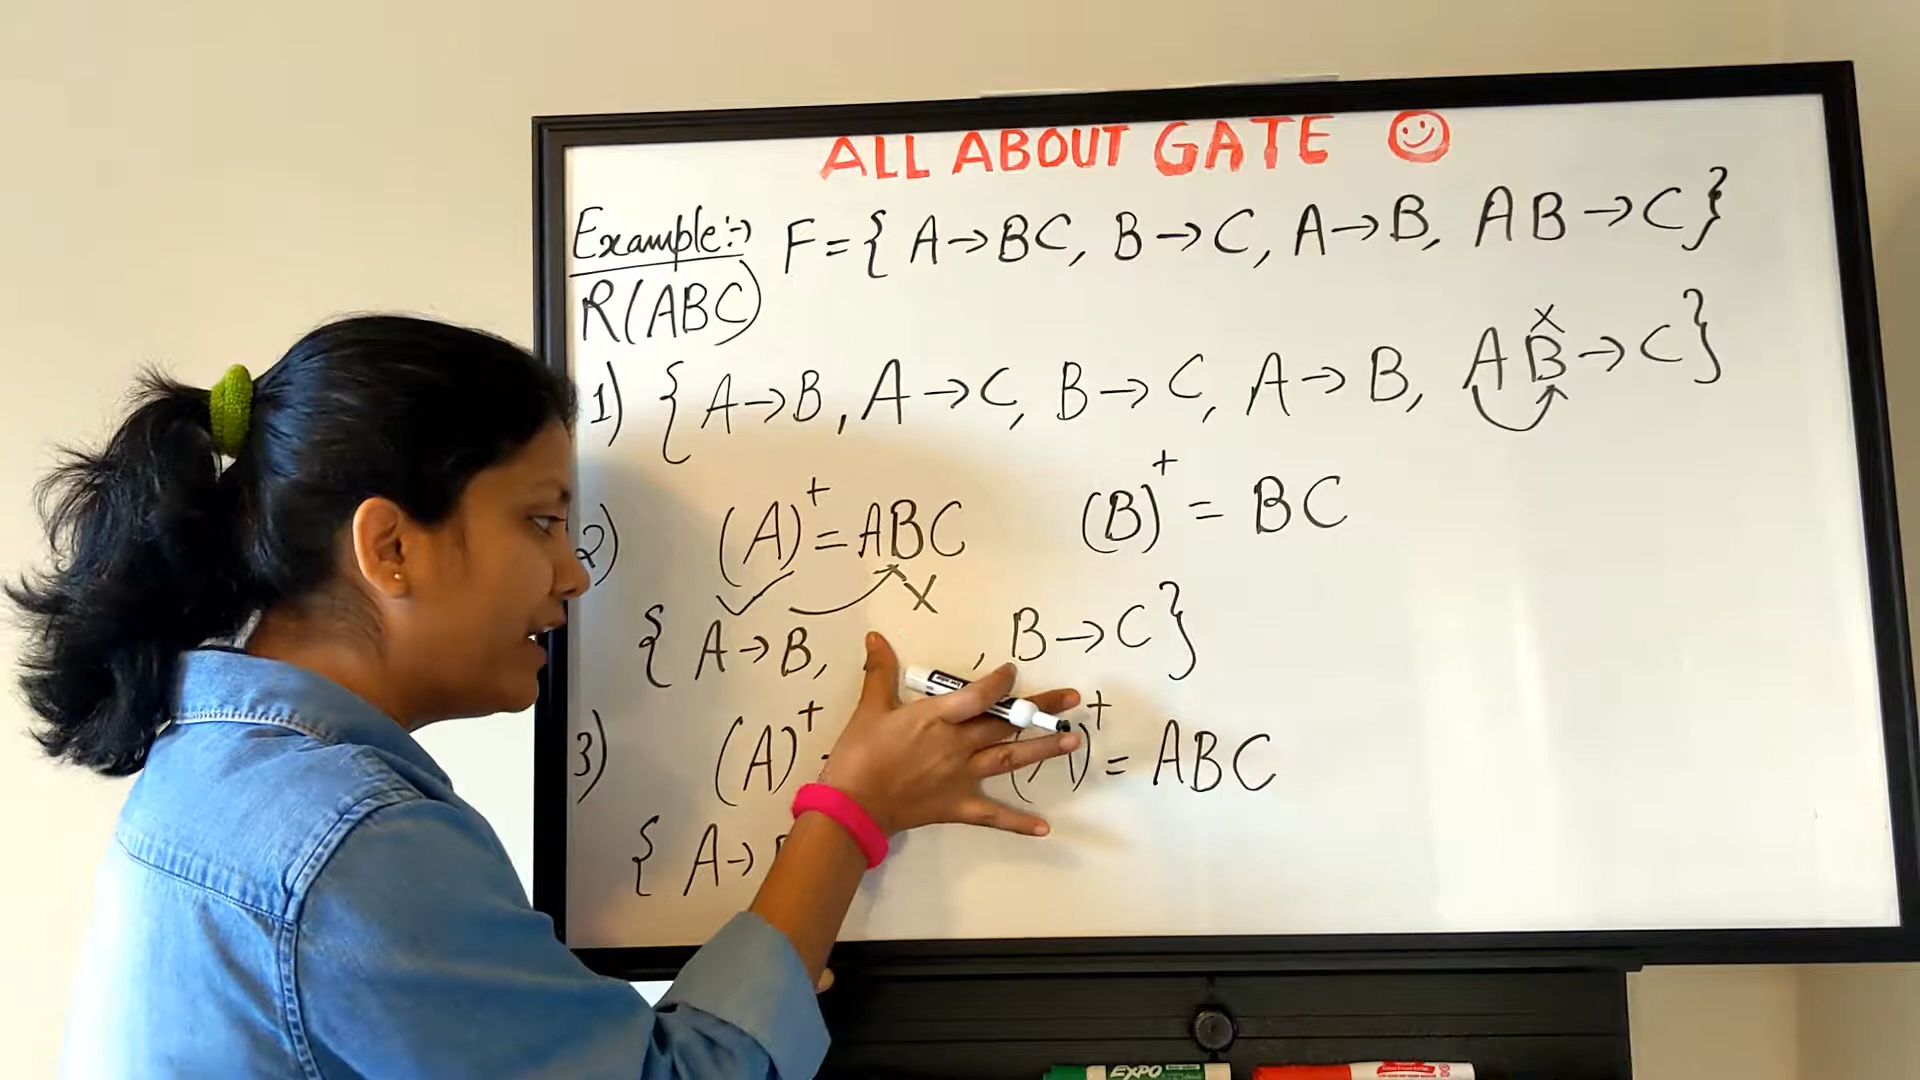 ALL ABOUT GATE ☺
Example:→ F = { A→BC, B→C, A→B, AB→C}
R(ABC)
1) { A→B, A→C, B→C, A→B, AB→C}
X
2) (A)⁺ = ABC (B)⁺ = BC
X
{ A→B, , B→C}
3) (A)⁺ (A)⁺ = ABC
{ A→
EXPO